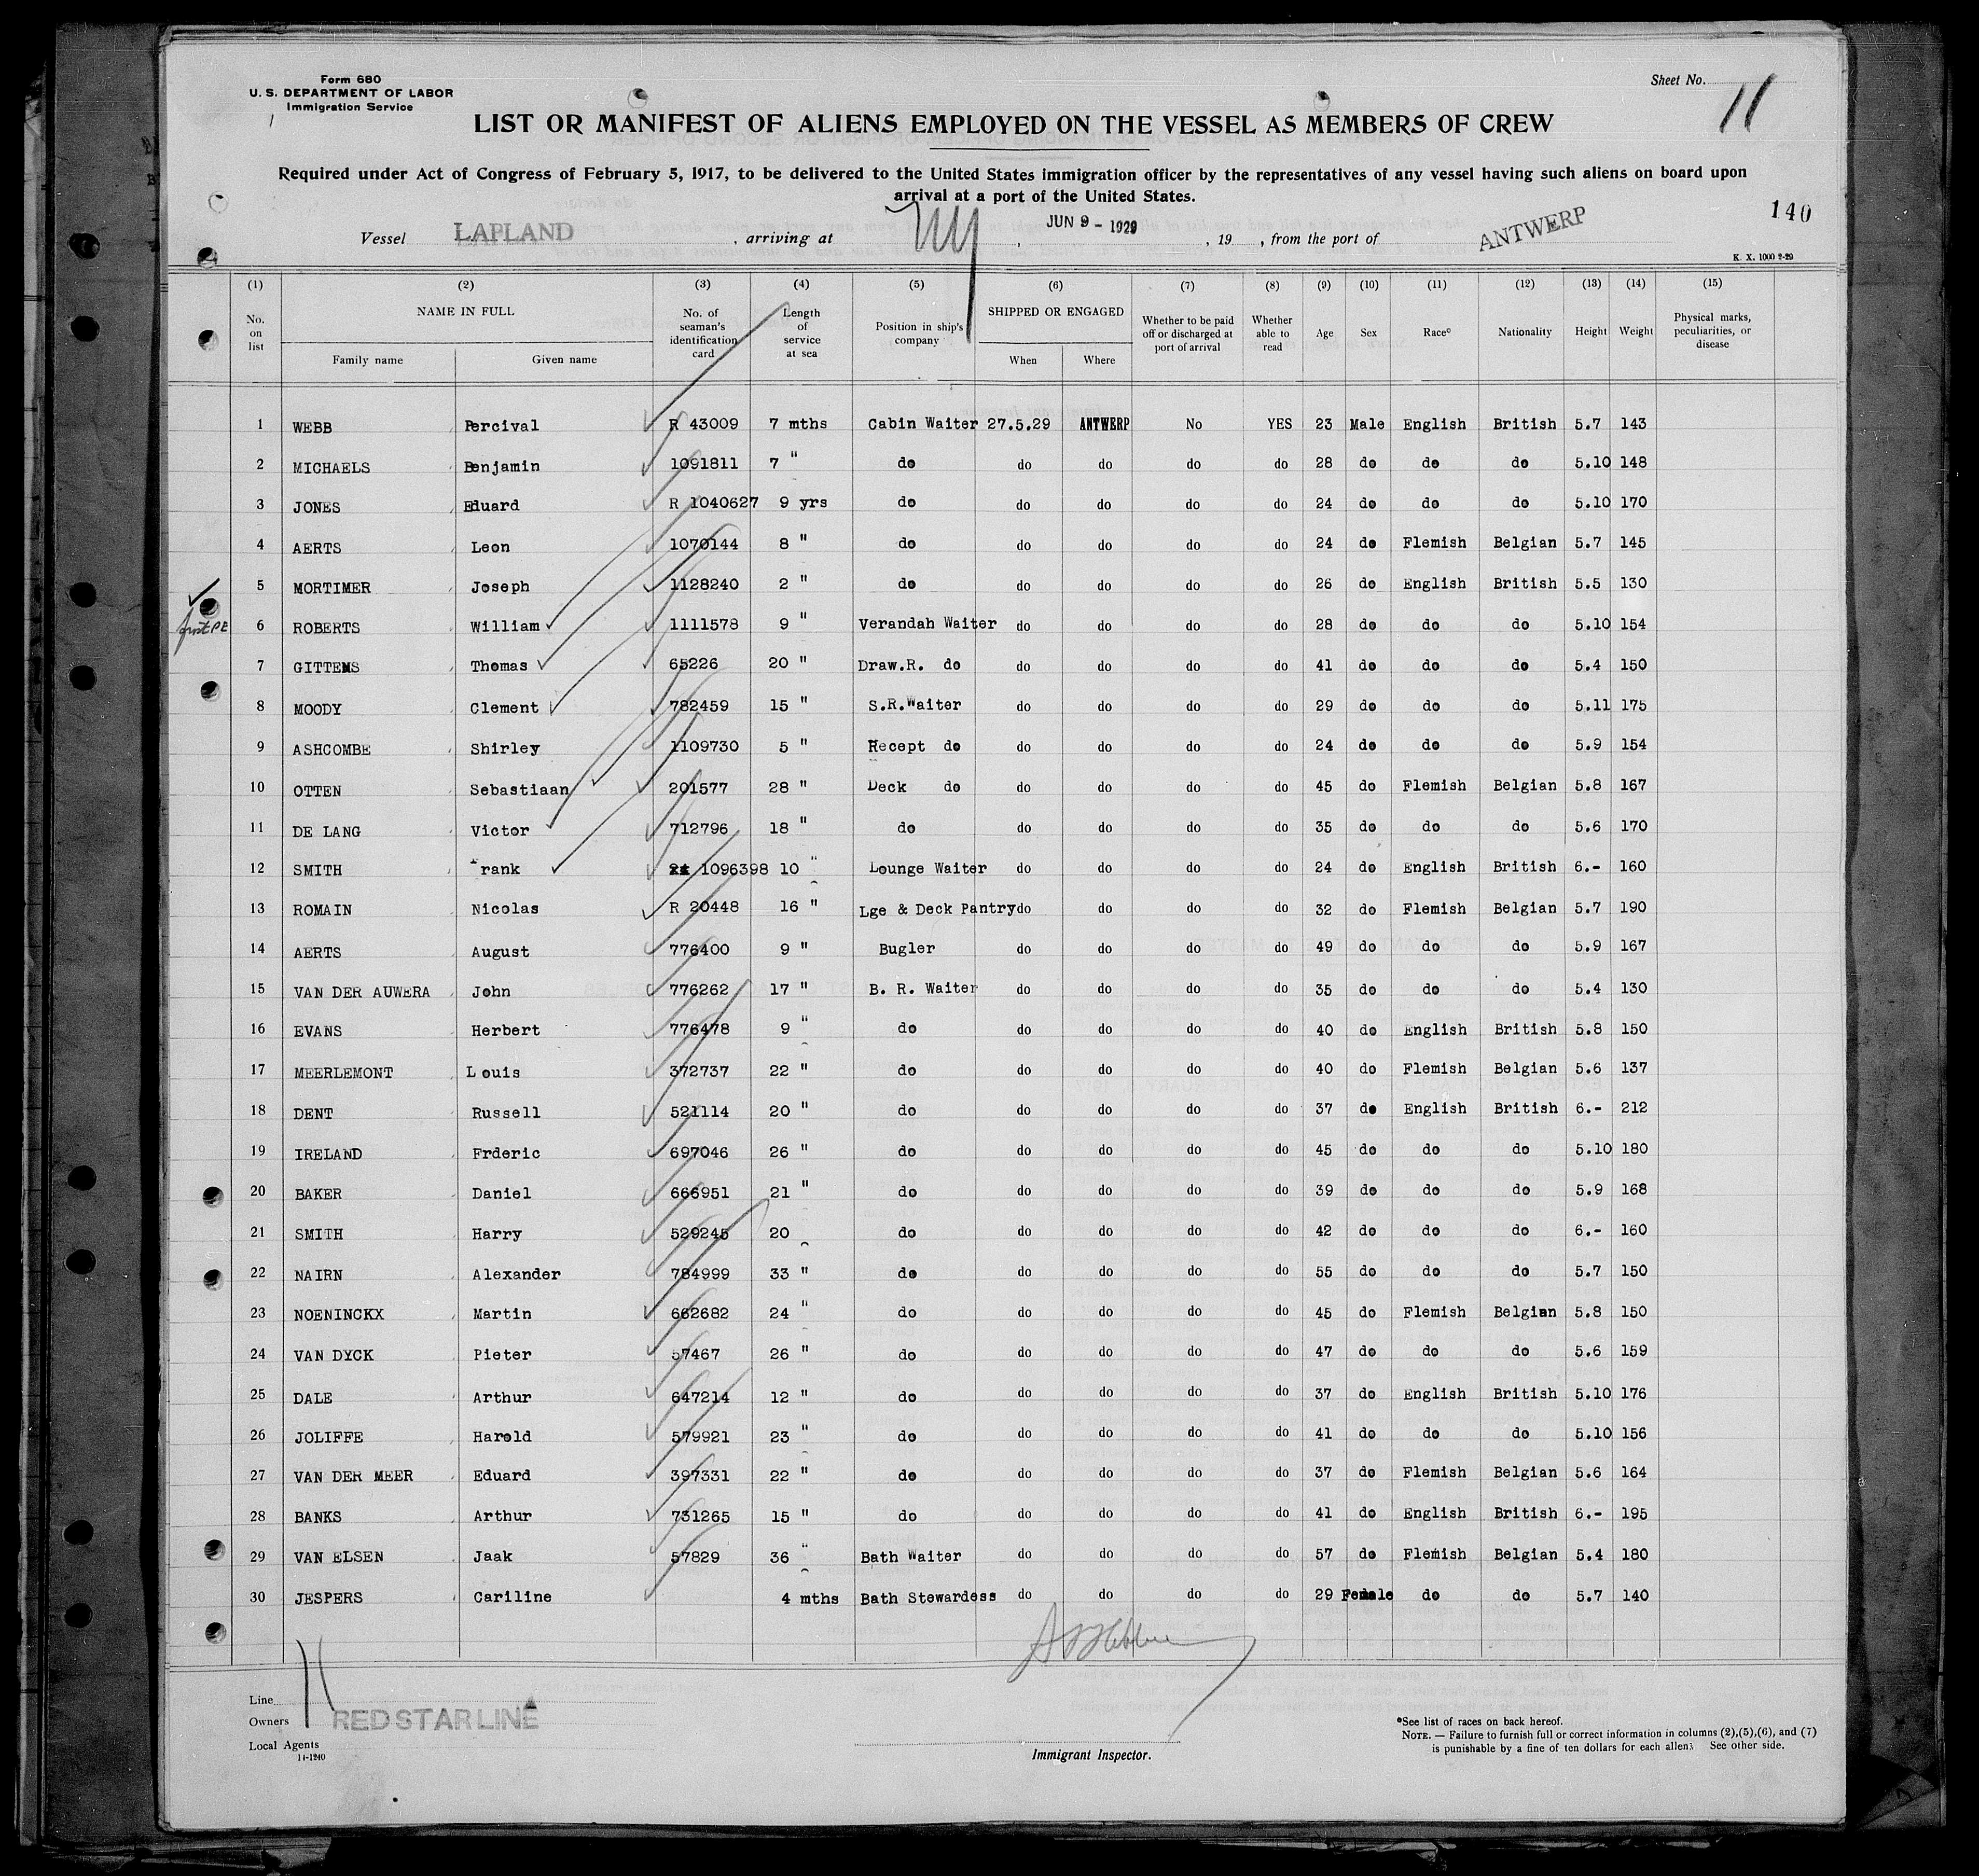 Form 680
U. S. DEPARTMENT OF LABOR
Immigration Service
Sheet No. 11
LIST OR MANIFEST OF ALIENS EMPLOYED ON THE VESSEL AS MEMBERS OF CREW
Required under Act of Congress of February 5, 1917, to be delivered to the United States immigration officer by the representatives of any vessel having such aliens on board upon
arrival at a port of the United States.
140
Vessel LAPLAND, arriving at NY, JUN 9 - 1929, 19 , from the port of ANTWERP
K. X. 1000 2-29
(1) (2) (3) (4) (5) (6) (7) (8) (9) (10) (11) (12) (13) (14) (15)
No. on list NAME IN FULL Family name Given name No. of seaman's identification card Length of service at sea Position in ship's company SHIPPED OR ENGAGED When Where Whether to be paid off or discharged at port of arrival Whether able to read Age Sex Race* Nationality Height Weight Physical marks, peculiarities, or disease
1 WEBB Percival R 43009 7 mths Cabin Waiter 27.5.29 ANTWERP No YES 23 Male English British 5.7 143
2 MICHAELS Benjamin 1091811 7 " do do do do do 28 do do do 5.10 148
3 JONES Eduard R 1040627 9 yrs do do do do do 24 do do do 5.10 170
4 AERTS Leon 1070144 8 " do do do do do 24 do Flemish Belgian 5.7 145
5 MORTIMER Joseph 1128240 2 " do do do do do 26 do English British 5.5 130
6 ROBERTS William 1111578 9 " Verandah Waiter do do do do 28 do do do 5.10 154
7 GITTEMS Thomas 65226 20 " Draw.R. do do do do do 41 do do do 5.4 150
8 MOODY Clement 782459 15 " S.R.Waiter do do do do 29 do do do 5.11 175
9 ASHCOMBE Shirley 1109730 5 " Recept do do do do do 24 do do do 5.9 154
10 OTTEN Sebastiaan 201577 28 " Deck do do do do do 45 do Flemish Belgian 5.8 167
11 DE LANG Victor 712796 18 " do do do do do 35 do do do 5.6 170
12 SMITH Frank 1096398 10 " Lounge Waiter do do do do 24 do English British 6.- 160
13 ROMAIN Nicolas R 20448 16 " Lge & Deck Pantry do do do do 32 do Flemish Belgian 5.7 190
14 AERTS August 776400 9 " Bugler do do do do 49 do do do 5.9 167
15 VAN DER AUWERA John 776262 17 " B. R. Waiter do do do do 35 do do do 5.4 130
16 EVANS Herbert 776478 9 " do do do do do 40 do English British 5.8 150
17 MEERLEMONT Louis 372737 22 " do do do do do 40 do Flemish Belgian 5.6 137
18 DENT Russell 521114 20 " do do do do do 37 do English British 6.- 212
19 IRELAND Frderic 697046 26 " do do do do do 45 do do do 5.10 180
20 BAKER Daniel 666951 21 " do do do do do 39 do do do 5.9 168
21 SMITH Harry 529245 20 do do do do do 42 do do do 6.- 160
22 NAIRN Alexander 784999 33 " do do do do do 55 do do do 5.7 150
23 NOENINCKX Martin 662682 24 " do do do do do 45 do Flemish Belgian 5.8 150
24 VAN DYCK Pieter 57467 26 " do do do do do 47 do do do 5.6 159
25 DALE Arthur 647214 12 " do do do do do 37 do English British 5.10 176
26 JOLIFFE Harold 579921 23 " do do do do do 41 do do do 5.10 156
27 VAN DER MEER Eduard 397331 22 " do do do do do 37 do Flemish Belgian 5.6 164
28 BANKS Arthur 731265 15 " do do do do do 41 do English British 6.- 195
29 VAN ELSEN Jaak 57829 36 " Bath Waiter do do do do 57 do Flemish Belgian 5.4 180
30 JESPERS Cariline 4 mths Bath Stewardess do do do do 29 Female do do 5.7 140
11
Line
Owners RED STAR LINE
Local Agents
14-1240
Immigrant Inspector.
*See list of races on back hereof.
NOTE. — Failure to furnish full or correct information in columns (2),(5),(6), and (7)
is punishable by a fine of ten dollars for each alien. See other side.